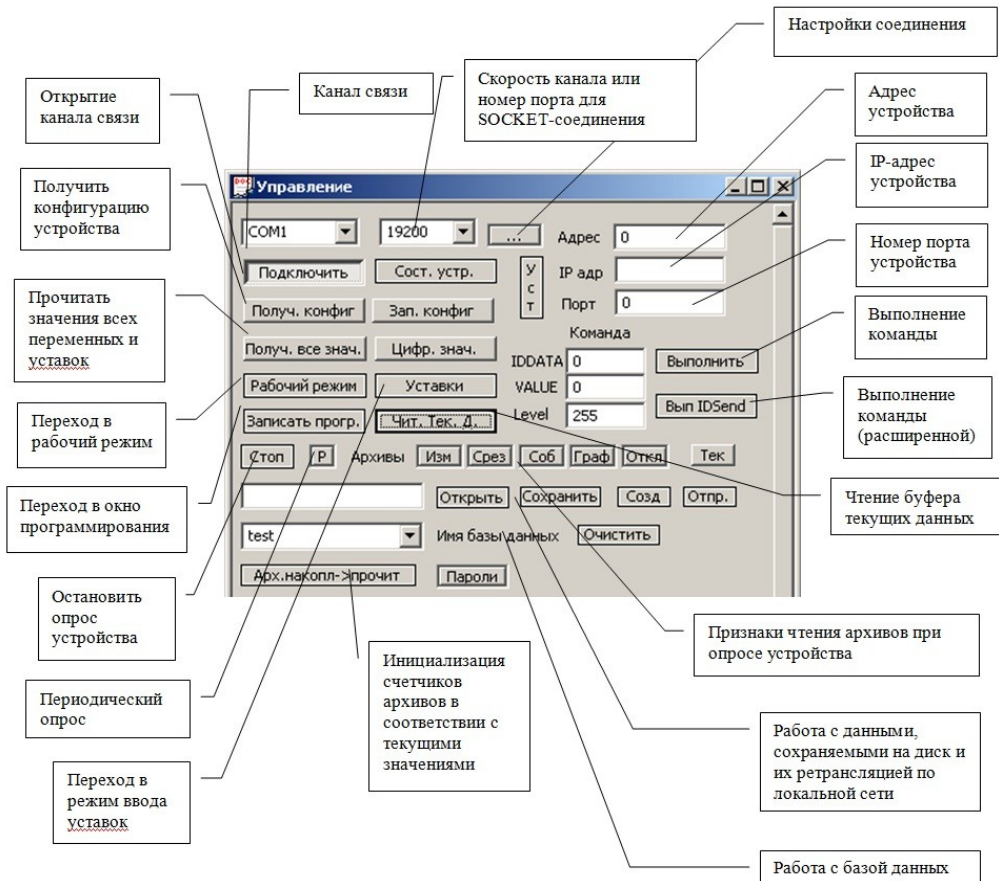 Настройки соединения
Открытие
канала связи
Канал связи
Скорость канала или
номер порта для
SOCKET-соединения
Адрес
устройства
Получить
конфигурацию
устройства
IP-адрес
устройства
Номер порта
устройства
Прочитать
значения всех
переменных и
уставок
Выполнение
команды
Переход в
рабочий режим
Выполнение
команды
(расширенной)
Переход в окно
программирования
Чтение буфера
текущих данных
Управление
COM1
19200
...
Адрес
0
Подключить
Сост. устр.
У
с
т
IP адр
Получ. конфиг
Зап. конфиг
Порт
0
Команда
Получ. все знач.
Цифр. знач.
IDDATA
0
Выполнить
Рабочий режим
Уставки
VALUE
0
Записать прогр.
Чит. Тек. Д.
Level
255
Вып IDSend
Стоп
Р
Архивы
Изм
Срез
Соб
Граф
Откл
Тек
Открыть
Сохранить
Созд
Отпр.
test
Имя базы данных
Очистить
Арх.накопл->прочит
Пароли
Остановить
опрос
устройства
Признаки чтения архивов при
опросе устройства
Инициализация
счетчиков
архивов в
соответствии с
текущими
значениями
Периодический
опрос
Работа с данными,
сохраняемыми на диск и
их ретрансляцией по
локальной сети
Переход в
режим ввода
уставок
Работа с базой данных